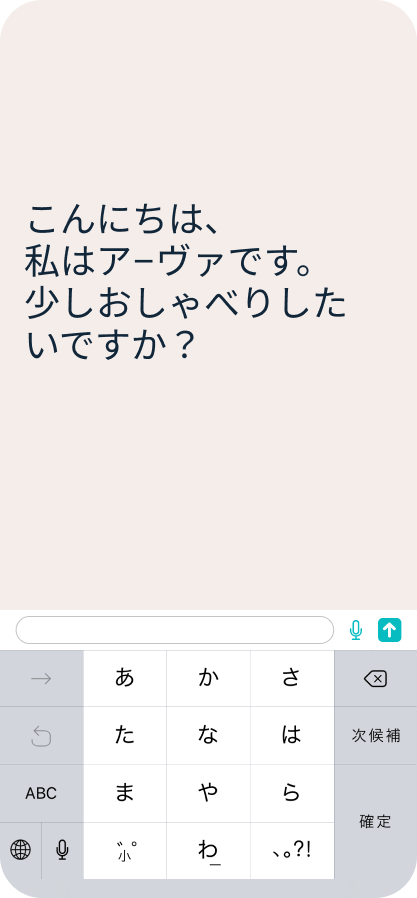 こんにちは、
私はアーヴァです。
少しおしゃべりした
いですか？
→ あ か さ
た な は 次候補
ABC ま や ら
確定
゛゜小 わ_ 、。?!